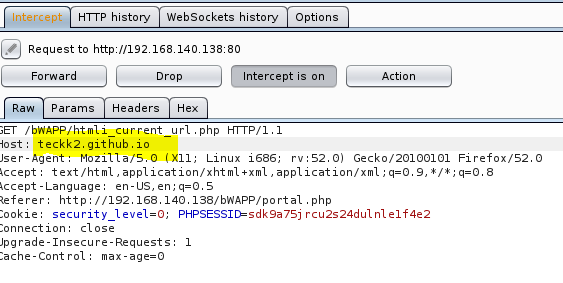 Intercept HTTP history WebSockets history Options
Request to http://192.168.140.138:80
Forward Drop Intercept is on Action
Raw Params Headers Hex
GET /bWAPP/htmli_current_url.php HTTP/1.1
Host: teckk2.github.io
User-Agent: Mozilla/5.0 (X11; Linux i686; rv:52.0) Gecko/20100101 Firefox/52.0
Accept: text/html,application/xhtml+xml,application/xml;q=0.9,*/*;q=0.8
Accept-Language: en-US,en;q=0.5
Referer: http://192.168.140.138/bWAPP/portal.php
Cookie: security_level=0; PHPSESSID=sdk9a75jrcu2s24dulnle1f4e2
Connection: close
Upgrade-Insecure-Requests: 1
Cache-Control: max-age=0